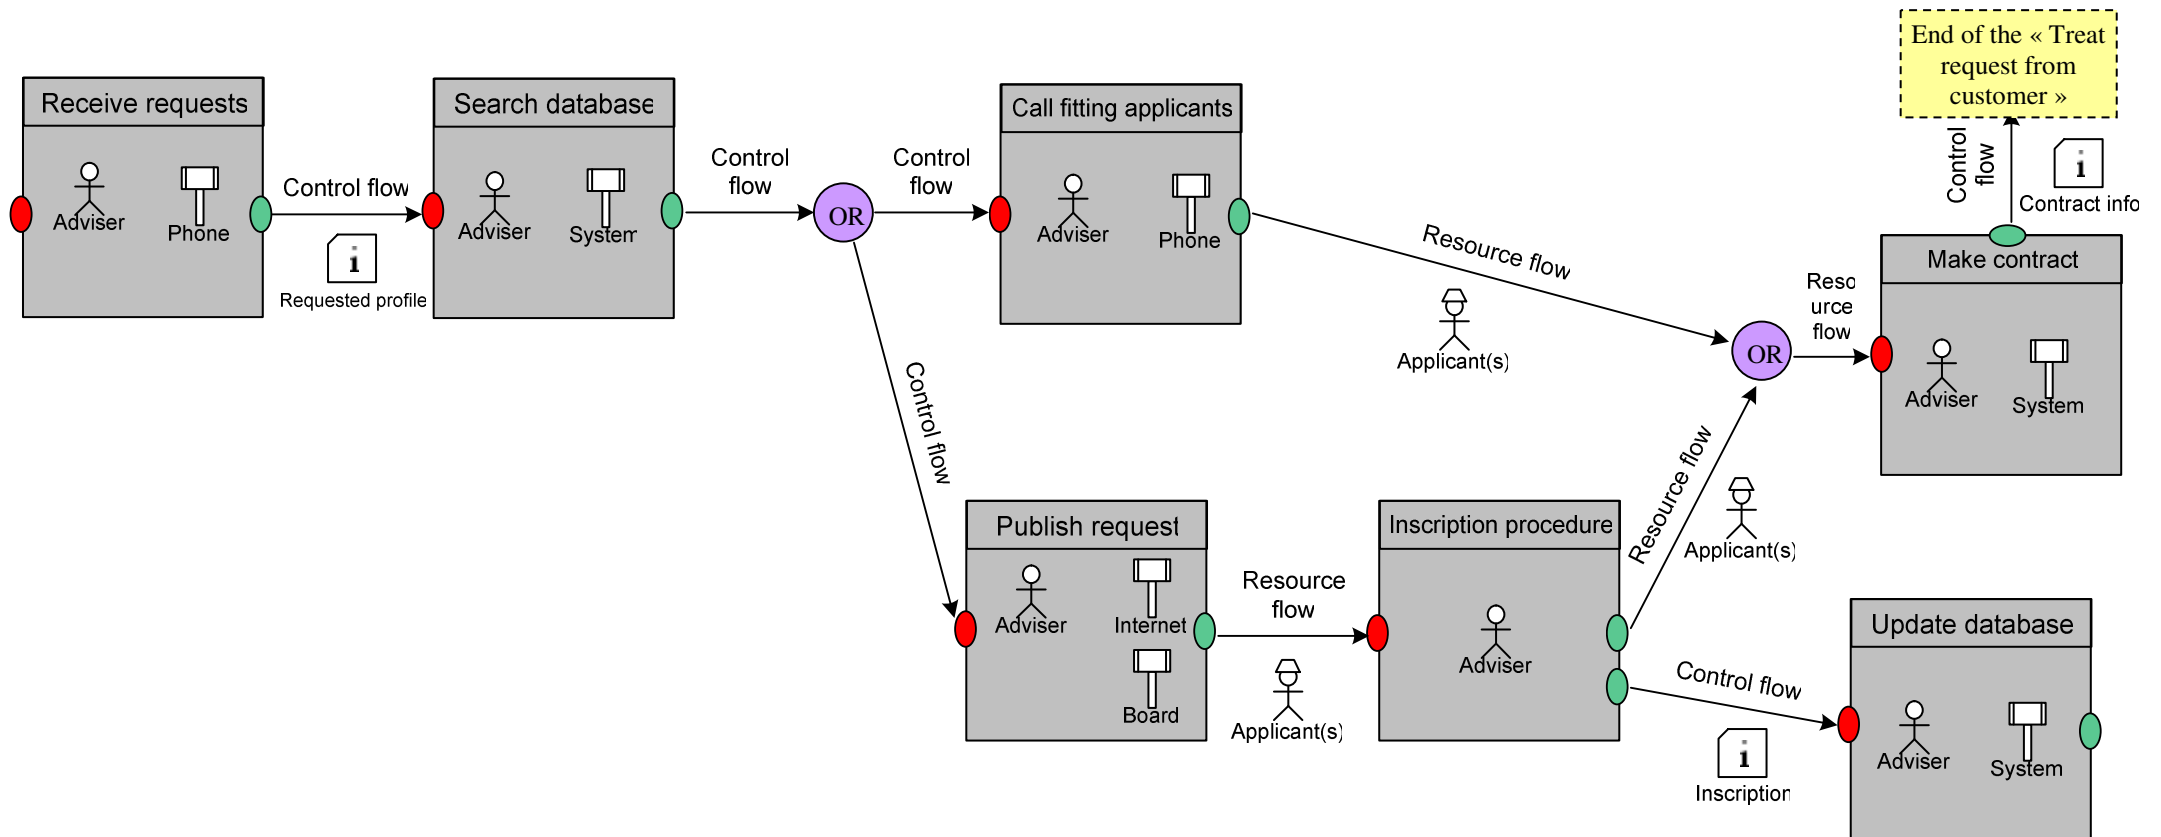 Receive requests
Adviser
Phone
Control flow
Requested profile
Search database
Adviser
System
Control
flow
OR
Control
flow
Call fitting applicants
Adviser
Phone
Resource flow
Applicant(s)
OR
Reso
urce
flow
End of the « Treat
request from
customer »
Control
flow
Contract info
Make contract
Adviser
System
Control flow
Publish request
Adviser
Internet
Board
Resource
flow
Applicant(s)
Inscription procedure
Adviser
Resource flow
Applicant(s)
Control flow
Inscription
Update database
Adviser
System